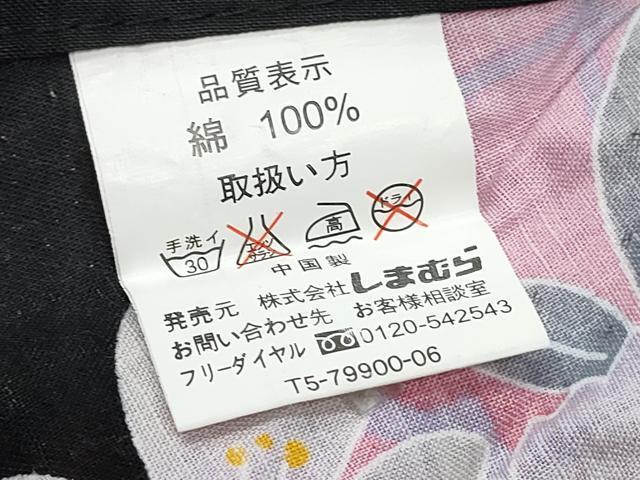 品質表示
綿 100%
取扱い方
手洗イ
30
エンソ
サラシ
高
ドライ
中国製
発売元 株式会社しまむら
お問い合わせ先 お客様相談室
フリーダイヤル 0120-542543
T5-79900-06